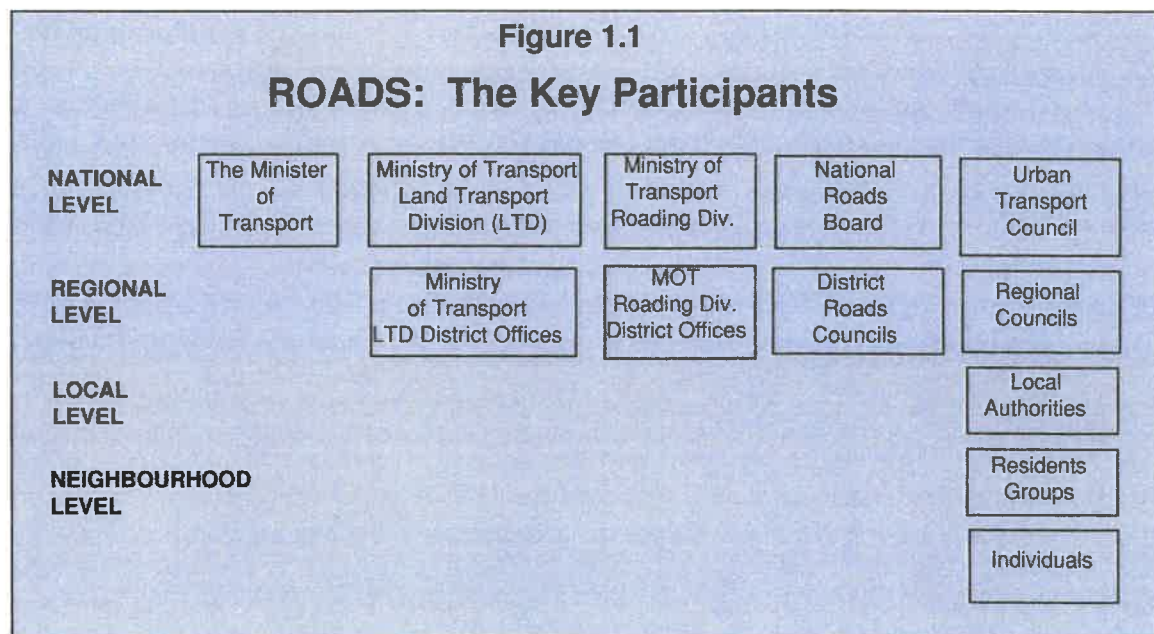 Figure 1.1
ROADS: The Key Participants
NATIONAL
LEVEL
The Minister
of
Transport
Ministry of Transport
Land Transport
Division (LTD)
Ministry of
Transport
Roading Div.
National
Roads
Board
Urban
Transport
Council
REGIONAL
LEVEL
Ministry
of Transport
LTD District Offices
MOT
Roading Div.
District Offices
District
Roads
Councils
Regional
Councils
LOCAL
LEVEL
Local
Authorities
NEIGHBOURHOOD
LEVEL
Residents
Groups
Individuals